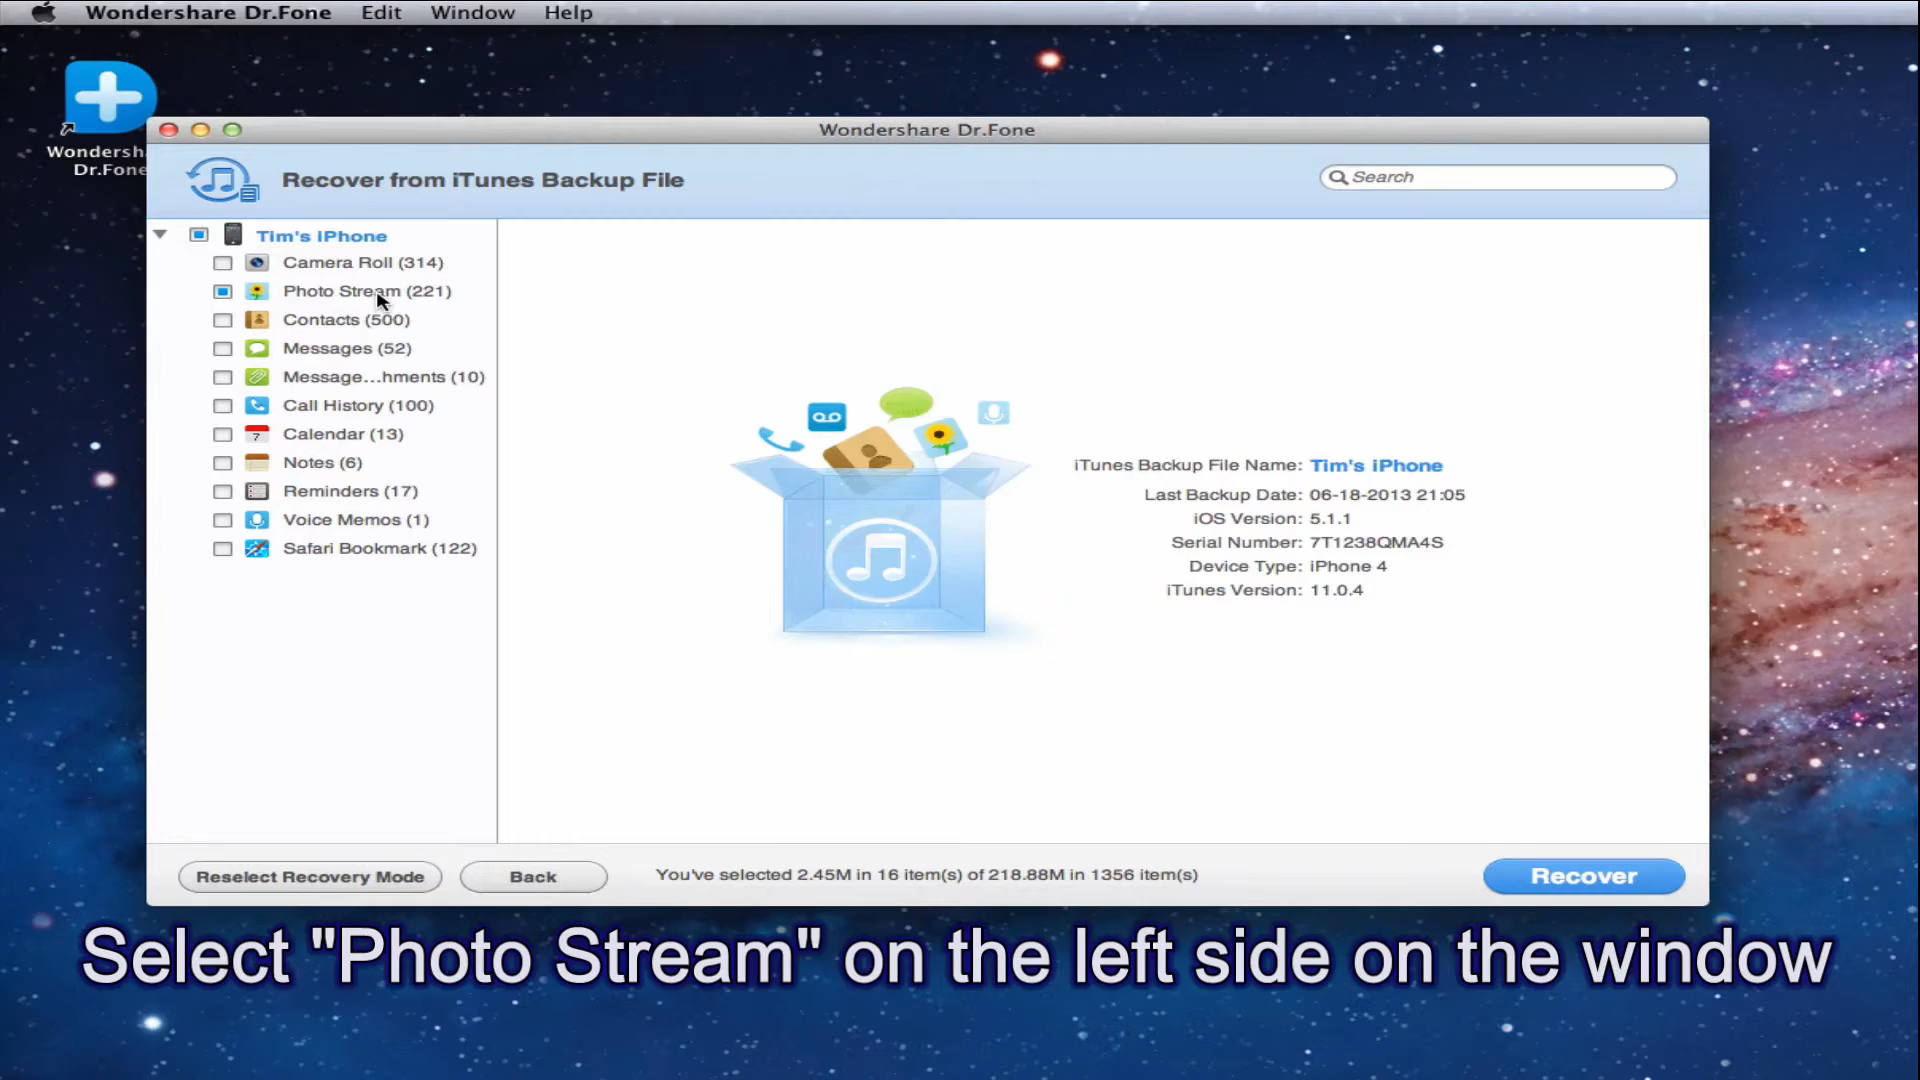 Wondershare Dr.Fone Edit Window Help
Wondersh
Dr.Fone
Wondershare Dr.Fone
Recover from iTunes Backup File
Search
Tim's iPhone
Camera Roll (314)
Photo Stream (221)
Contacts (500)
Messages (52)
Message...hments (10)
Call History (100)
7
Calendar (13)
Notes (6)
Reminders (17)
Voice Memos (1)
Safari Bookmark (122)
iTunes Backup File Name: Tim's iPhone
Last Backup Date: 06-18-2013 21:05
iOS Version: 5.1.1
Serial Number: 7T1238QMA4S
Device Type: iPhone 4
iTunes Version: 11.0.4
Reselect Recovery Mode
Back
You've selected 2.45M in 16 item(s) of 218.88M in 1356 item(s)
Recover
Select "Photo Stream" on the left side on the window